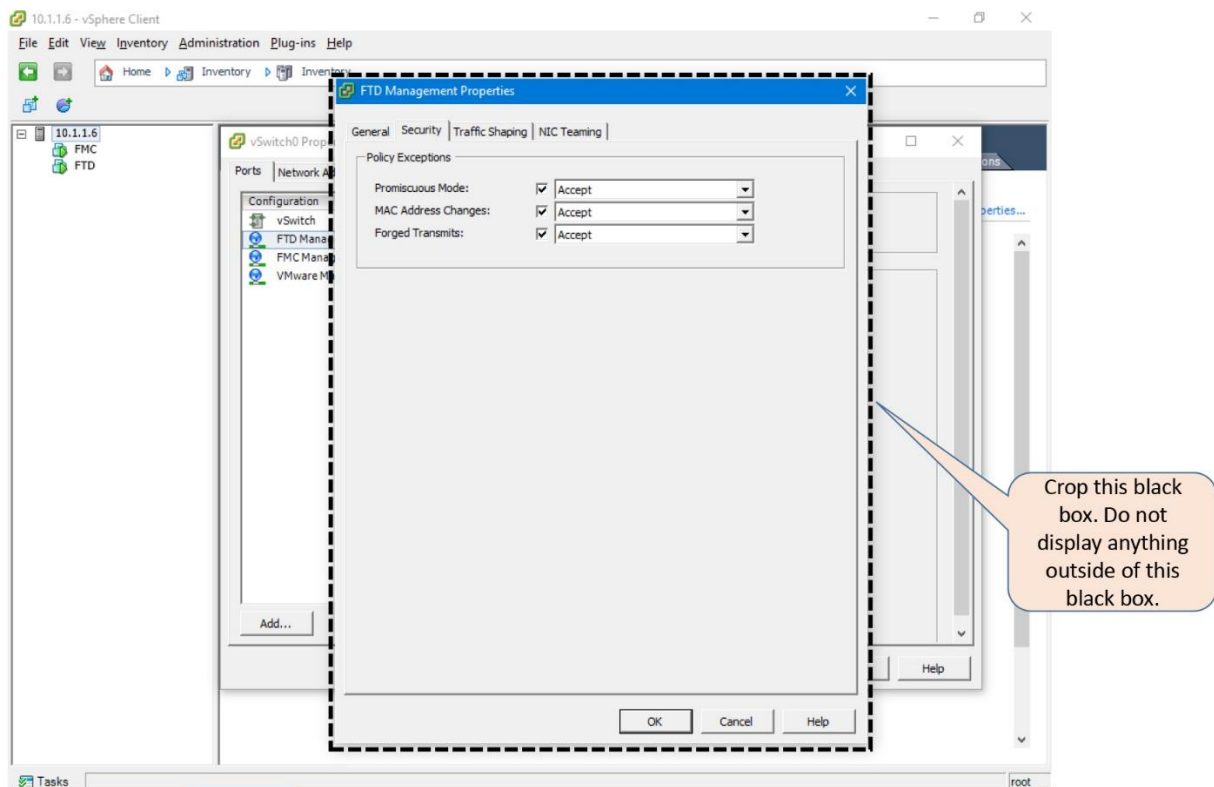 10.1.1.6 - vSphere Client
File Edit View Inventory Administration Plug-ins Help
Home Inventory Inventory
FTD Management Properties
10.1.1.6
FMC
FTD
vSwitch0 Prop
General Security Traffic Shaping NIC Teaming
Ports Network A
ons
Policy Exceptions
Promiscuous Mode: Accept
MAC Address Changes: Accept
Forged Transmits: Accept
Configuration
vSwitch
FTD Mana
FMC Mana
VMware M
perties...
Crop this black
box. Do not
display anything
outside of this
black box.
Add...
Help
OK Cancel Help
Tasks
root